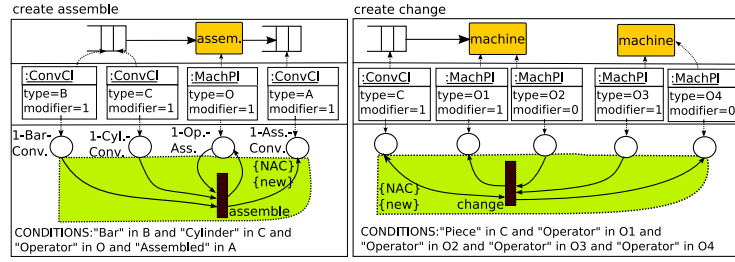 create assemble
assem.
:ConvCl
type=B
modifier=1
:ConvCl
type=C
modifier=1
:MachPl
type=O
modifier=1
:ConvCl
type=A
modifier=1
1-Bar-
Conv.
1-Cyl.-
Conv.
1-Op.-
Ass.
1-Ass.-
Conv.
{NAC}
{new}
assemble
CONDITIONS:"Bar" in B and "Cylinder" in C and
"Operator" in O and "Assembled" in A
create change
machine
machine
:ConvCl
type=C
modifier=1
:MachPl
type=O1
modifier=1
:MachPl
type=O2
modifier=0
:MachPl
type=O3
modifier=1
:MachPl
type=O4
modifier=0
{NAC}
{new}
change
CONDITIONS:"Piece" in C and "Operator" in O1 and
"Operator" in O2 and "Operator" in O3 and "Operator" in O4